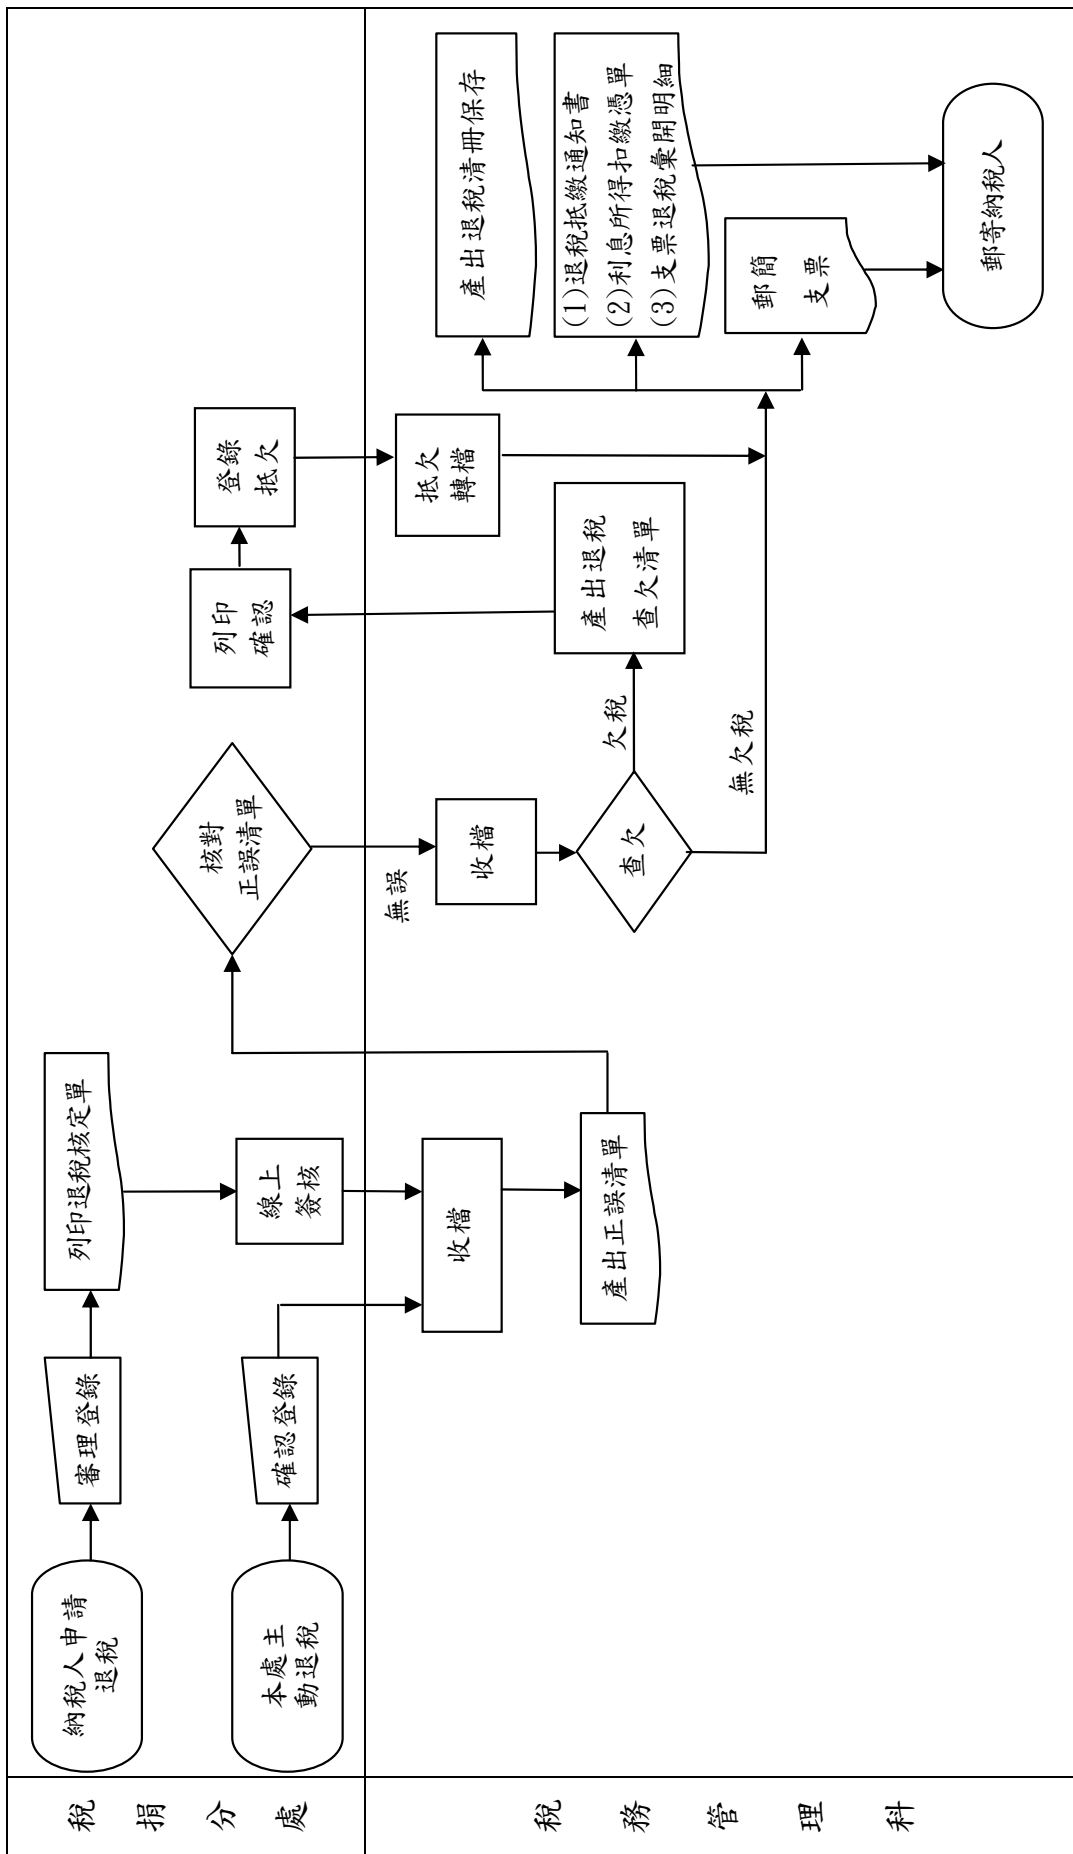 稅捐分處
納稅人申請
退稅
審理登錄
列印退稅核定單
線上
簽核
本處主
動退稅
確認登錄
核對
正誤清單
列印
確認
登錄
抵欠
稅務管理科
收檔
產出正誤清單
無誤
收檔
查欠
欠稅
無欠稅
產出退稅
查欠清單
抵欠
轉檔
產出退稅清冊保存
(1)退稅抵繳通知書
(2)利息所得扣繳憑單
(3)支票退稅彙開明細
郵簡
支票
郵寄納稅人